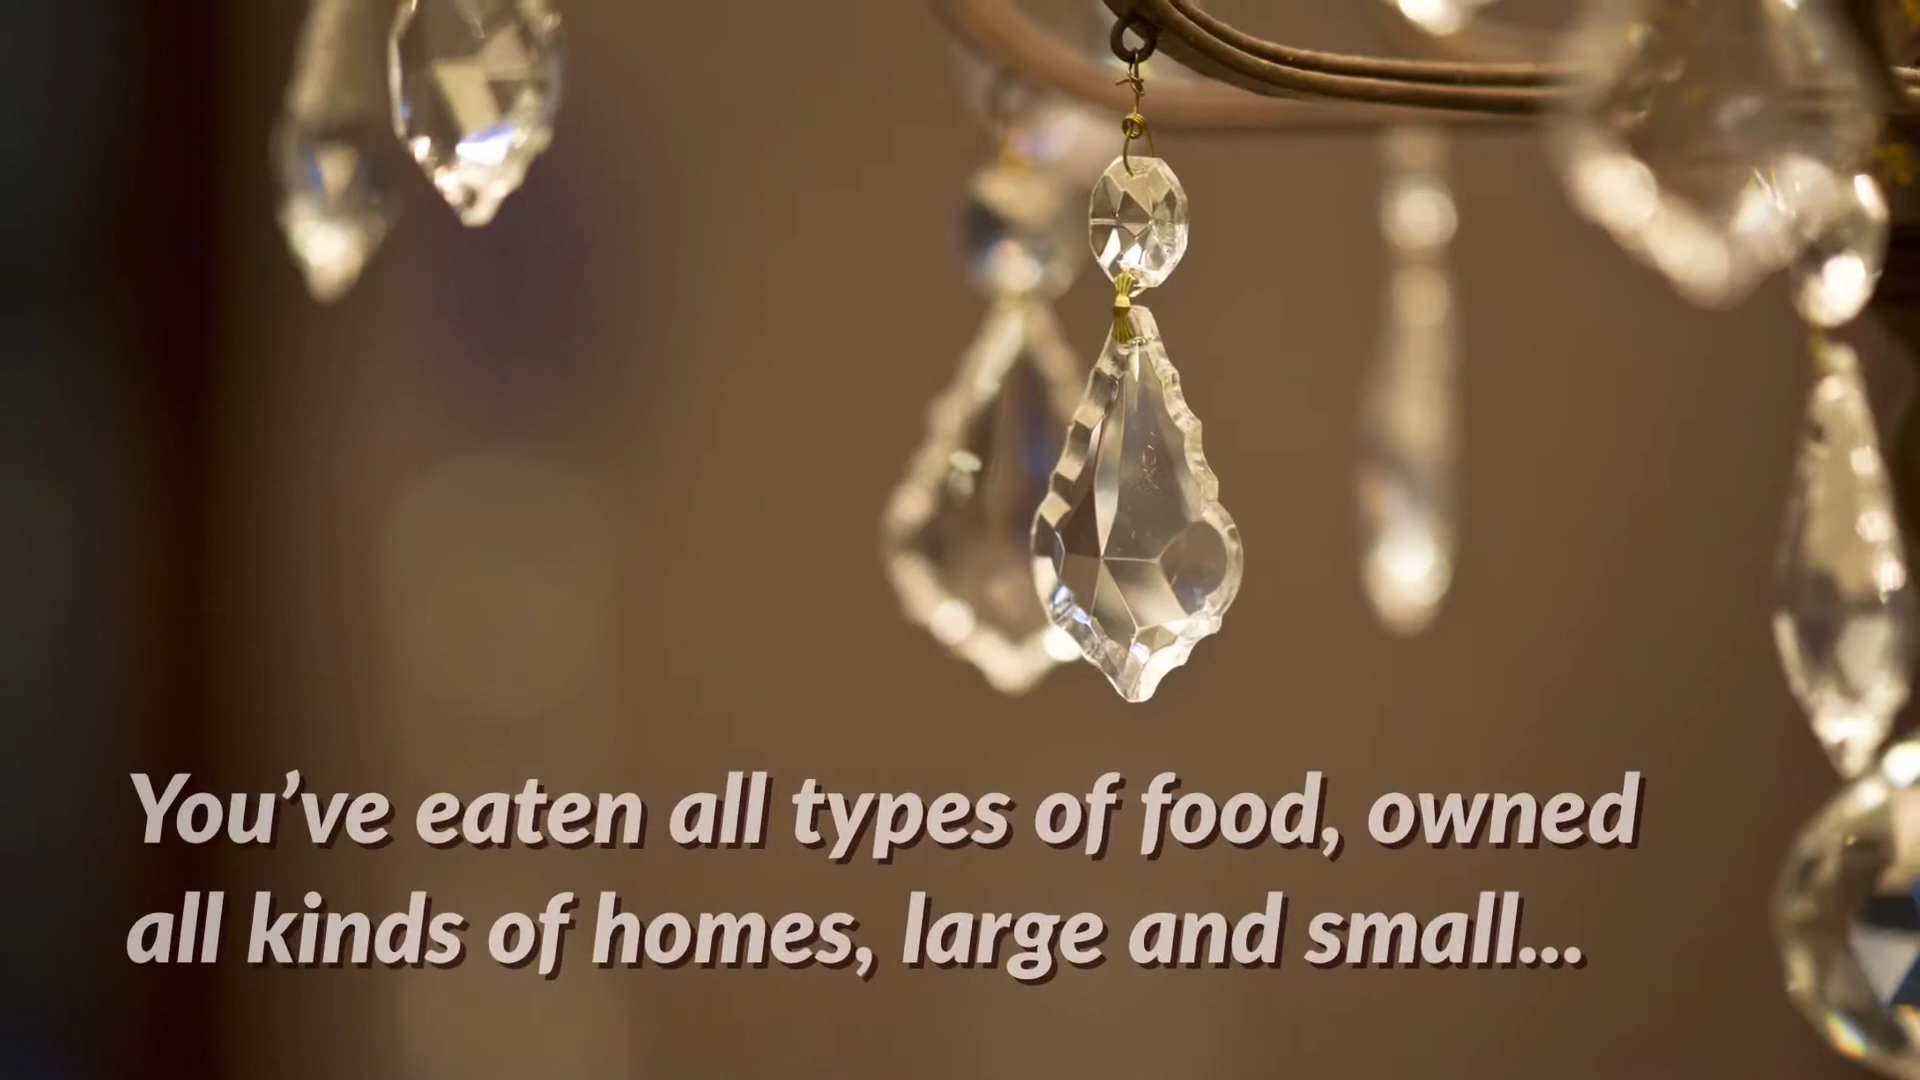 You’ve eaten all types of food, owned
all kinds of homes, large and small...